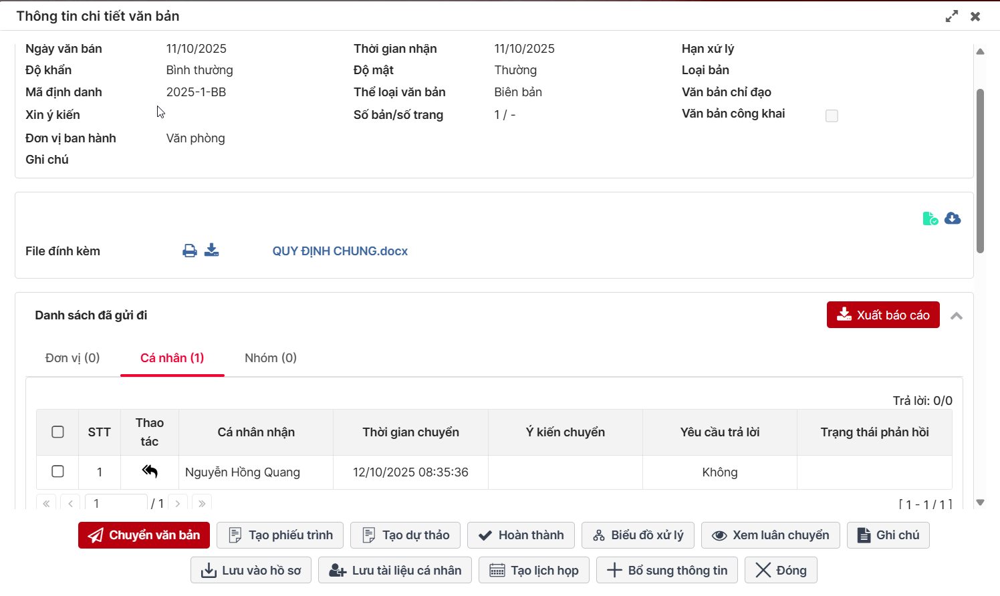 Thông tin chi tiết văn bản
Ngày văn bản 11/10/2025 Thời gian nhận 11/10/2025 Hạn xử lý
Độ khẩn Bình thường Độ mật Thường Loại bản
Mã định danh 2025-1-BB Thể loại văn bản Biên bản Văn bản chỉ đạo
Xin ý kiến Số bản/số trang 1 / - Văn bản công khai
Đơn vị ban hành Văn phòng
Ghi chú
File đính kèm QUY ĐỊNH CHUNG.docx
Danh sách đã gửi đi Xuất báo cáo
Đơn vị (0) Cá nhân (1) Nhóm (0)
Trả lời: 0/0
STT Thao tác Cá nhân nhận Thời gian chuyển Ý kiến chuyển Yêu cầu trả lời Trạng thái phản hồi
1 Nguyễn Hồng Quang 12/10/2025 08:35:36 Không
« ‹ 1 / 1 › » [ 1 - 1 / 1 ]
Chuyển văn bản Tạo phiếu trình Tạo dự thảo Hoàn thành Biểu đồ xử lý Xem luân chuyển Ghi chú
Lưu vào hồ sơ Lưu tài liệu cá nhân Tạo lịch họp Bổ sung thông tin Đóng